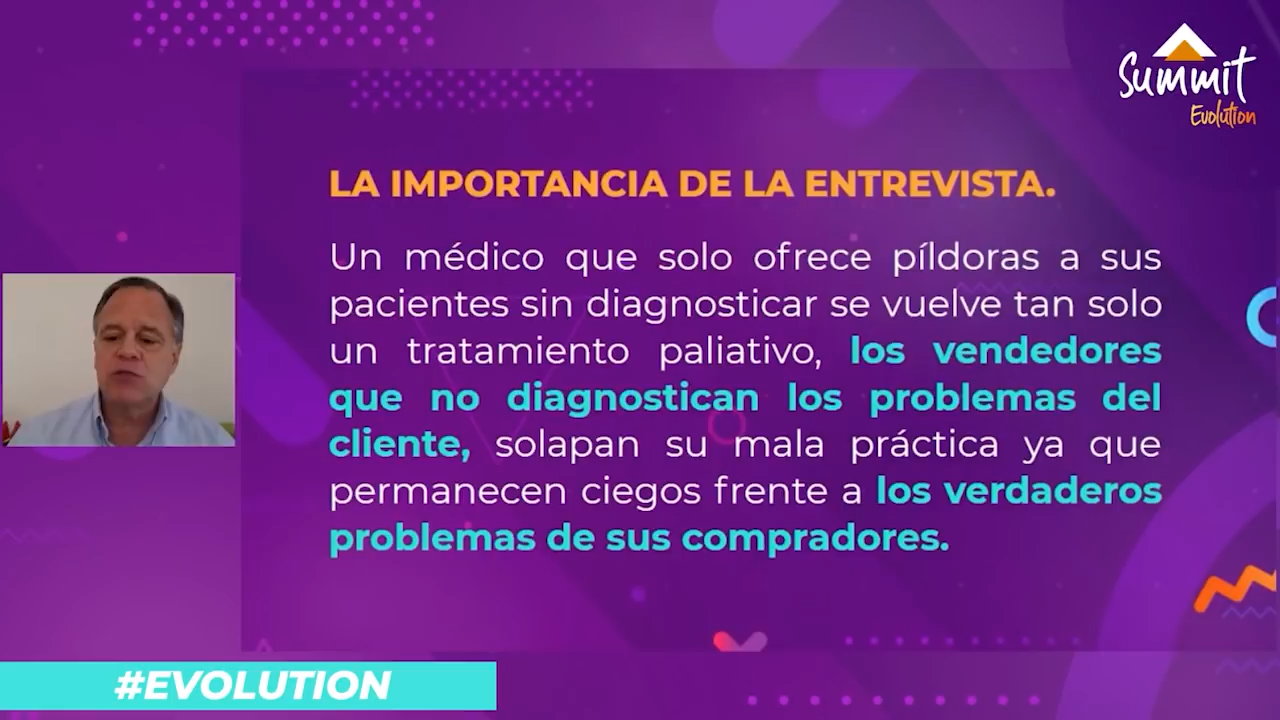 Summit
Evolution
LA IMPORTANCIA DE LA ENTREVISTA.
Un médico que solo ofrece píldoras a sus
pacientes sin diagnosticar se vuelve tan solo
un tratamiento paliativo, los vendedores
que no diagnostican los problemas del
cliente, solapan su mala práctica ya que
permanecen ciegos frente a los verdaderos
problemas de sus compradores.
#EVOLUTION